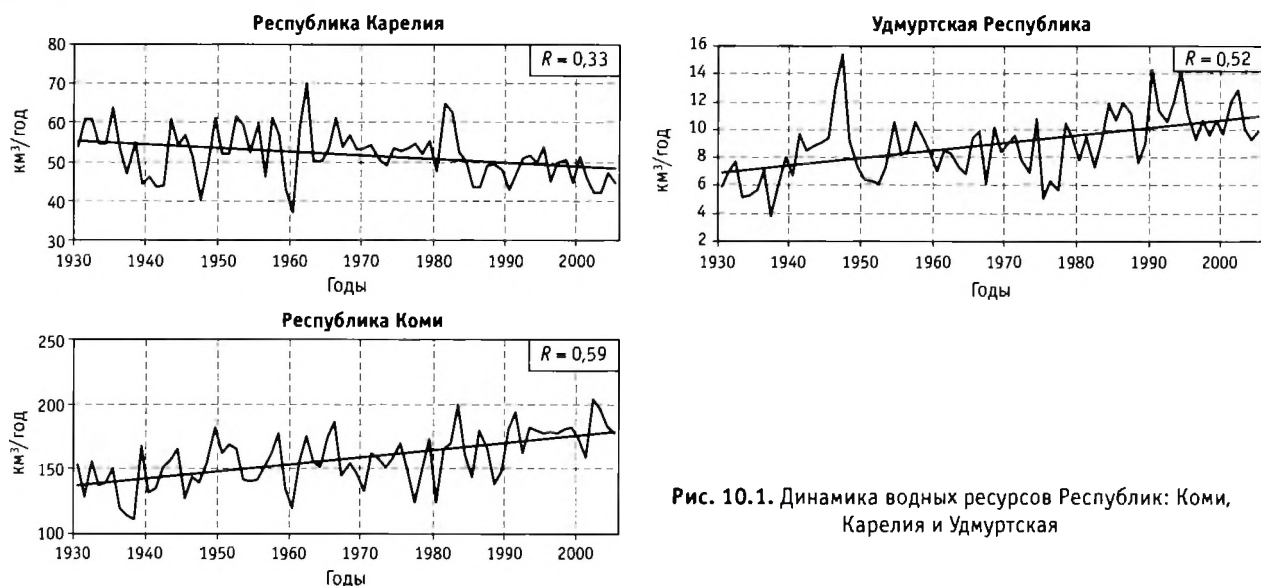 Республика Карелия
R = 0,33
км³/год
80
70
60
50
40
30
1930 1940 1950 1960 1970 1980 1990 2000
Годы
Удмуртская Республика
R = 0,52
км³/год
16
14
12
10
8
6
4
2
1930 1940 1950 1960 1970 1980 1990 2000
Годы
Республика Коми
R = 0,59
км³/год
250
200
150
100
1930 1940 1950 1960 1970 1980 1990 2000
Годы
Рис. 10.1. Динамика водных ресурсов Республик: Коми,
Карелия и Удмуртская